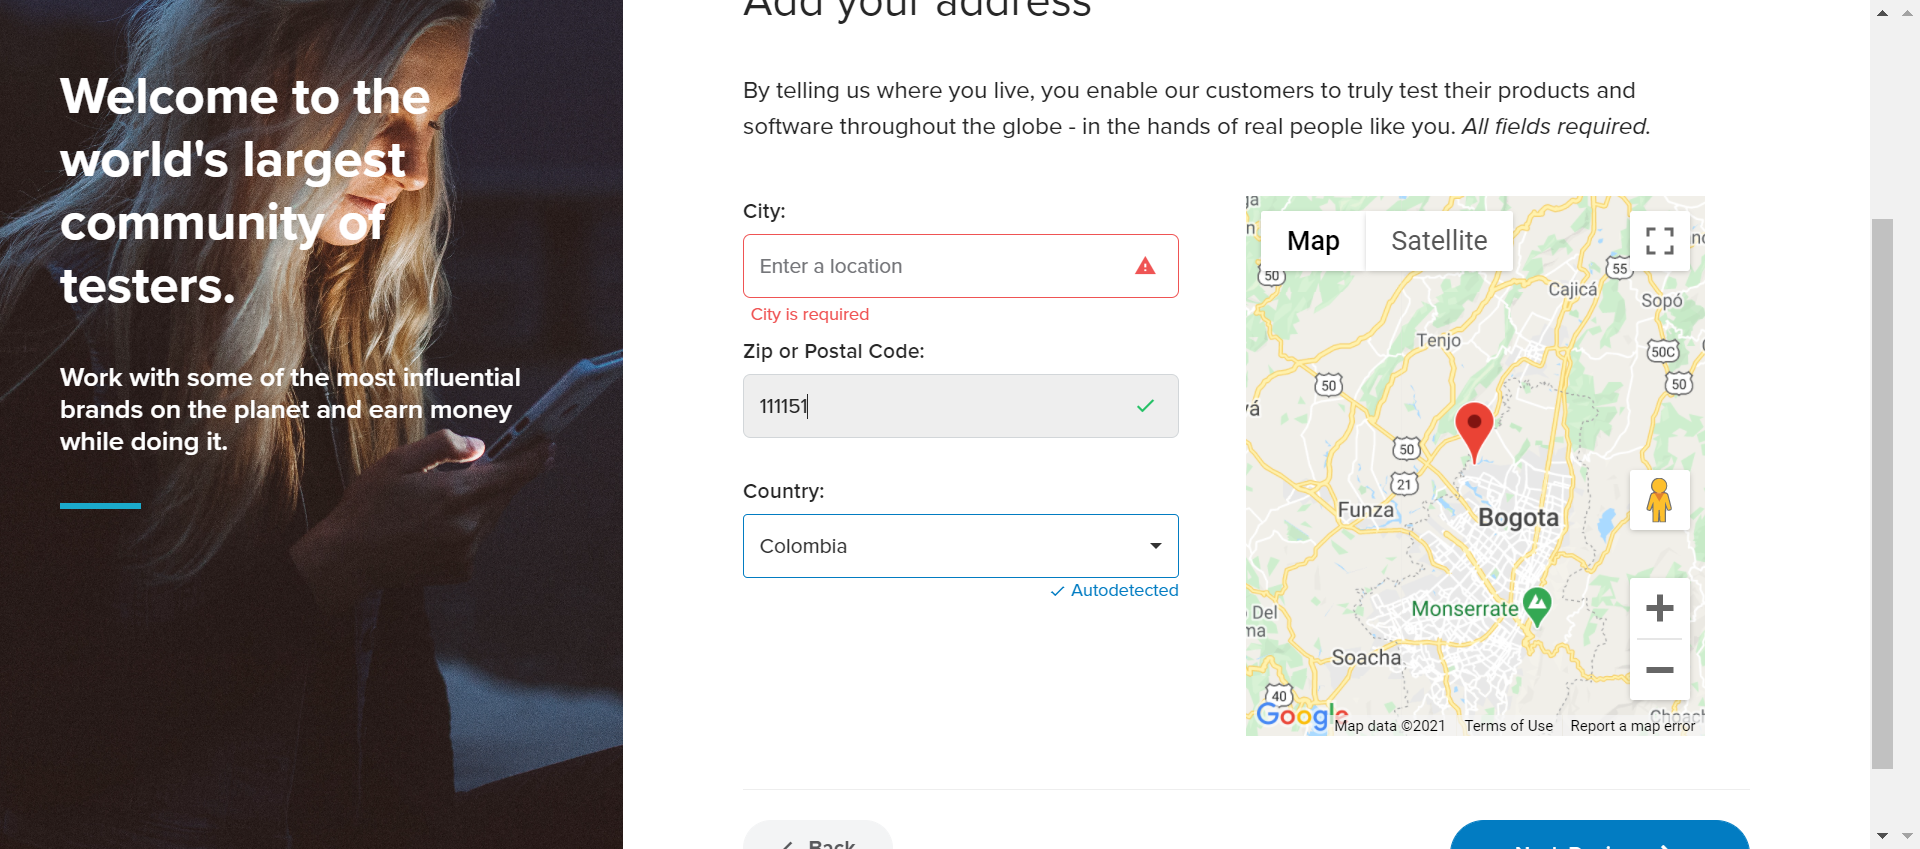 Welcome to the
world's largest
community of
testers.
Work with some of the most influential
brands on the planet and earn money
while doing it.
Add your address
By telling us where you live, you enable our customers to truly test their products and
software throughout the globe - in the hands of real people like you. All fields required.
City:
Enter a location
City is required
Zip or Postal Code:
111151
Country:
Colombia
Autodetected
Map
Satellite
50
55
Cajicá
Sopó
Tenjo
50C
50
50
50
21
Funza
Bogota
Monserrate
Del
Soacha
40
Google
Map data ©2021
Terms of Use
Report a map error
Back